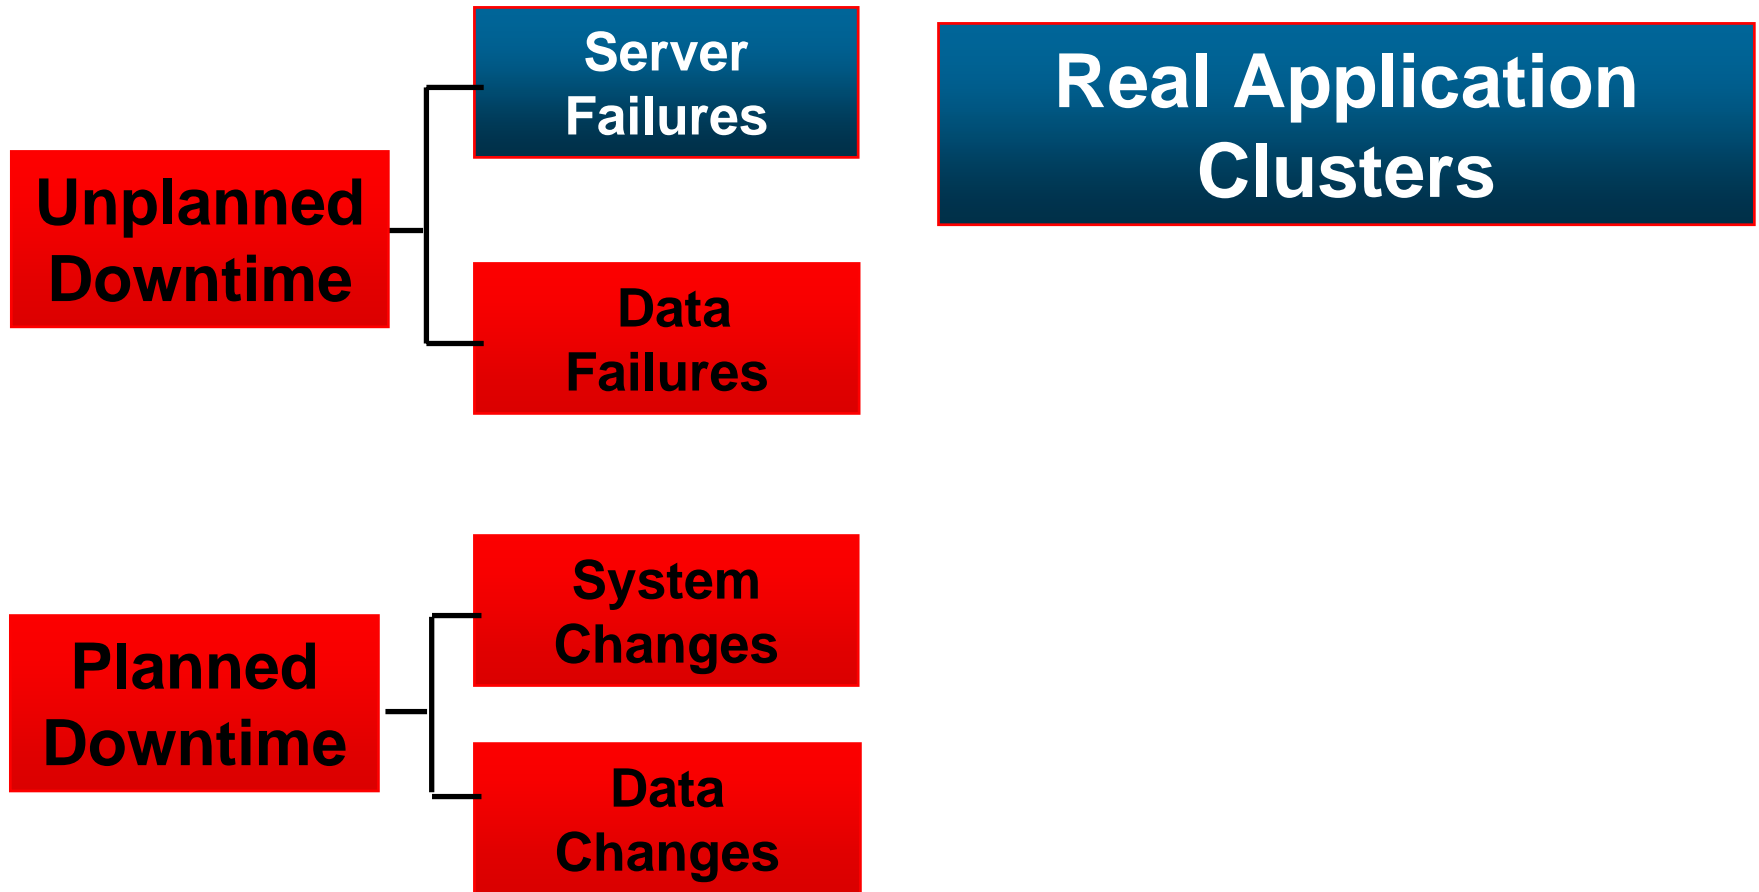 Server
Failures
Real Application
Clusters
Unplanned
Downtime
Data
Failures
System
Changes
Planned
Downtime
Data
Changes